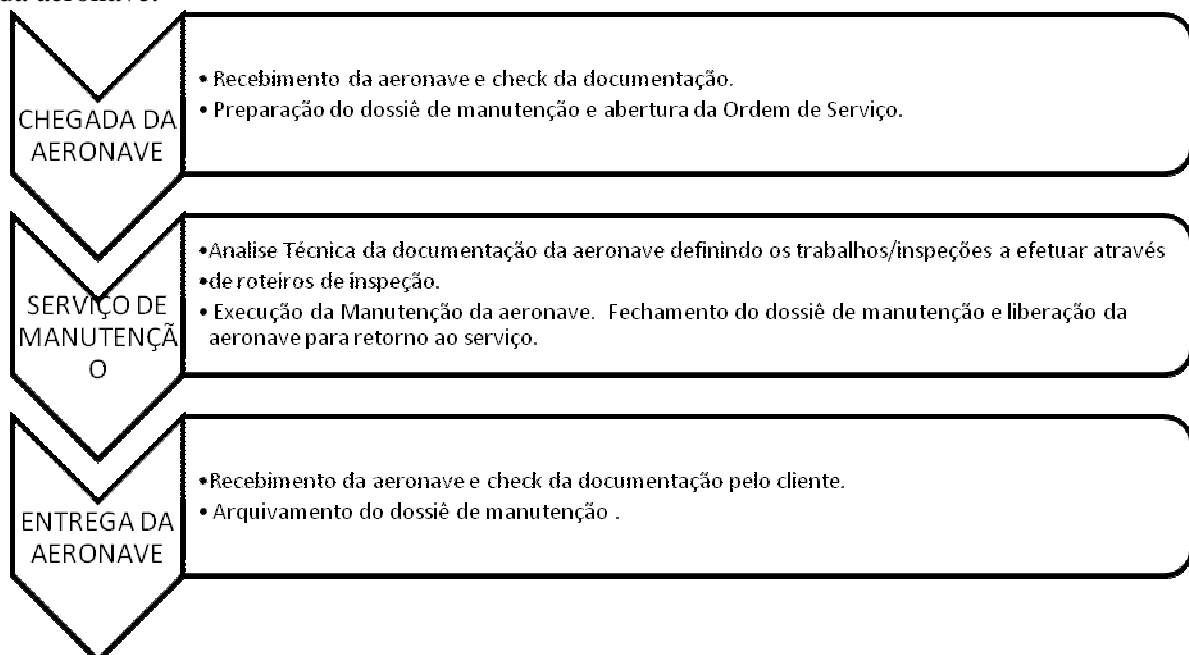 da aeronave.
CHEGADA DA
AERONAVE
• Recebimento da aeronave e check da documentação.
• Preparação do dossiê de manutenção e abertura da Ordem de Serviço.
SERVIÇO DE
MANUTENÇÃ
O
•Analise Técnica da documentação da aeronave definindo os trabalhos/inspeções a efetuar através
•de roteiros de inspeção.
• Execução da Manutenção da aeronave. Fechamento do dossiê de manutenção e liberação da
aeronave para retorno ao serviço.
ENTREGA DA
AERONAVE
•Recebimento da aeronave e check da documentação pelo cliente.
• Arquivamento do dossiê de manutenção .